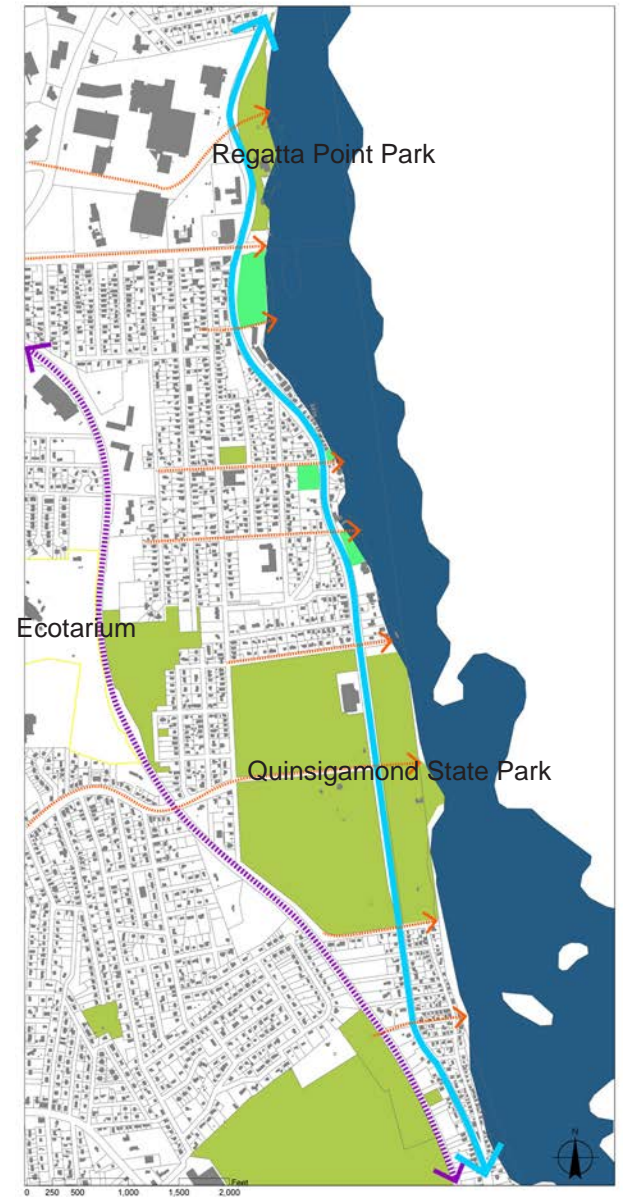 Regatta Point Park
Ecotarium
Quinsigamond State Park
N
Feet
0 250 500 1,000 1,500 2,000